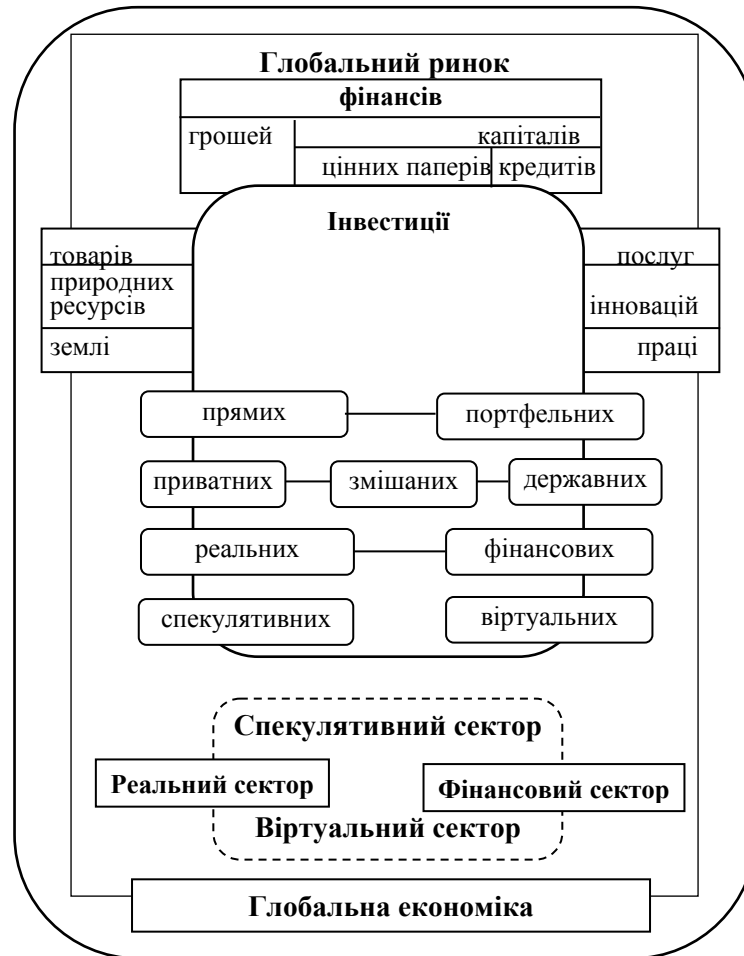 Глобальний ринок
фінансів
грошей капіталів
цінних паперів кредитів
Інвестиції
товарів послуг
природних
ресурсів інновацій
землі праці
прямих портфельних
приватних змішаних державних
реальних фінансових
спекулятивних віртуальних
Спекулятивний сектор
Реальний сектор Фінансовий сектор
Віртуальний сектор
Глобальна економіка